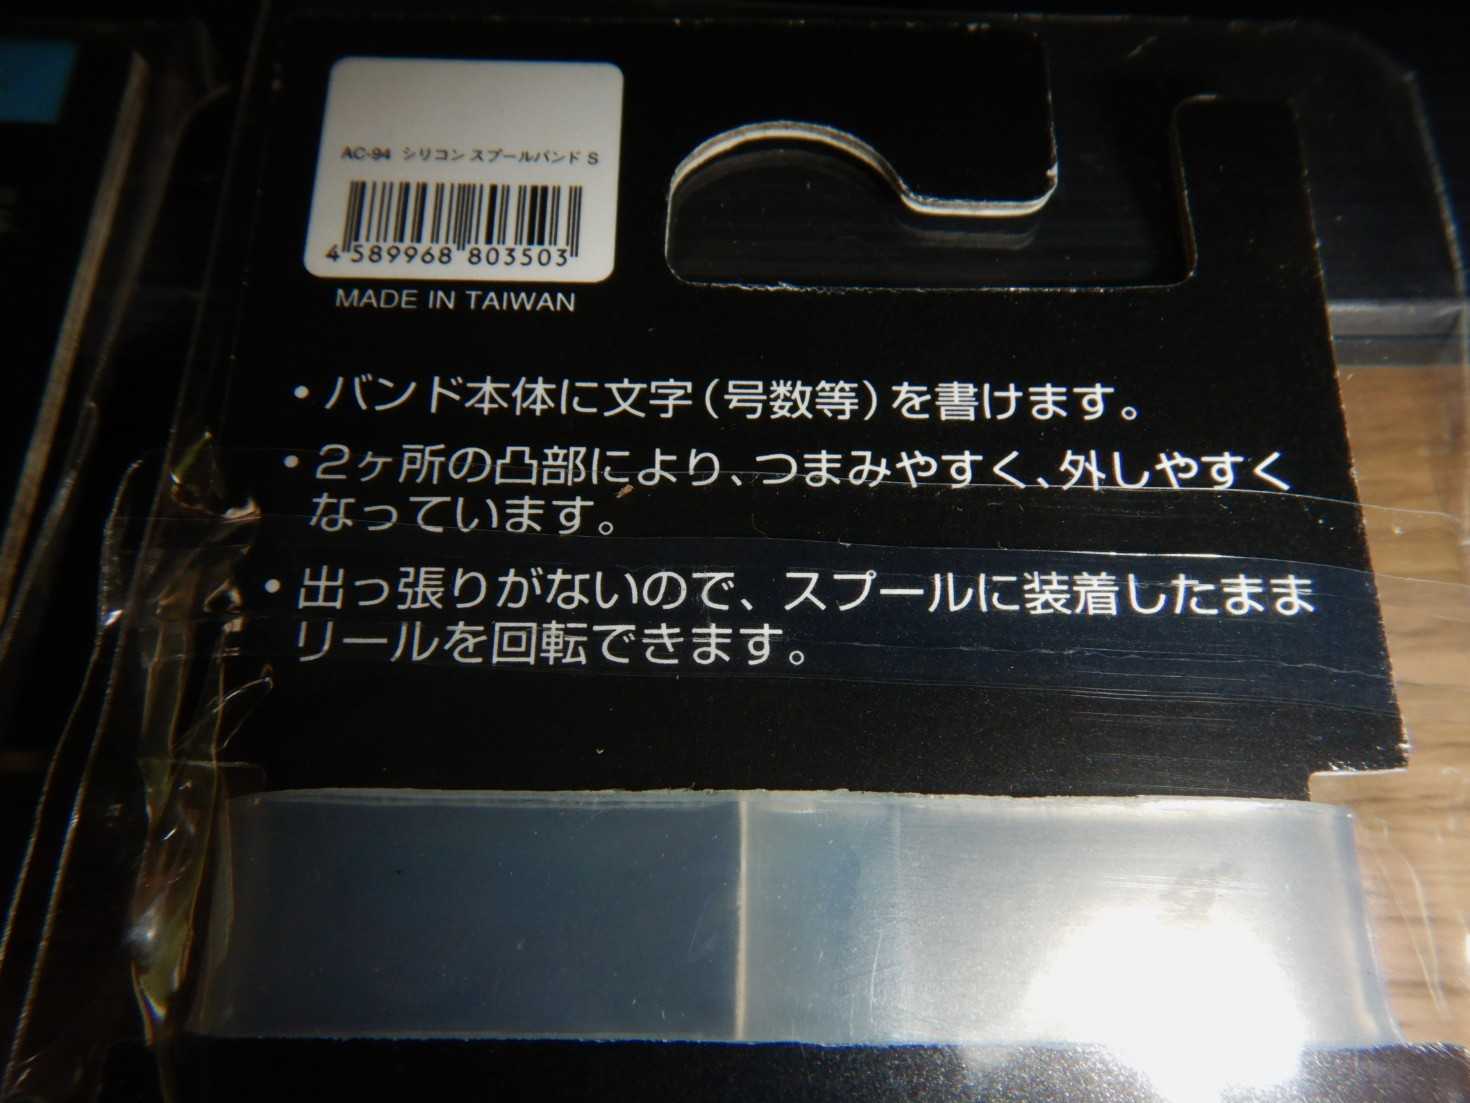 AC-94 シリコン スプールバンド S
4 589968 803503
MADE IN TAIWAN
・バンド本体に文字(号数等)を書けます。
・2ヶ所の凸部により、つまみやすく、外しやすく
なっています。
・出っ張りがないので、スプールに装着したまま
リールを回転できます。